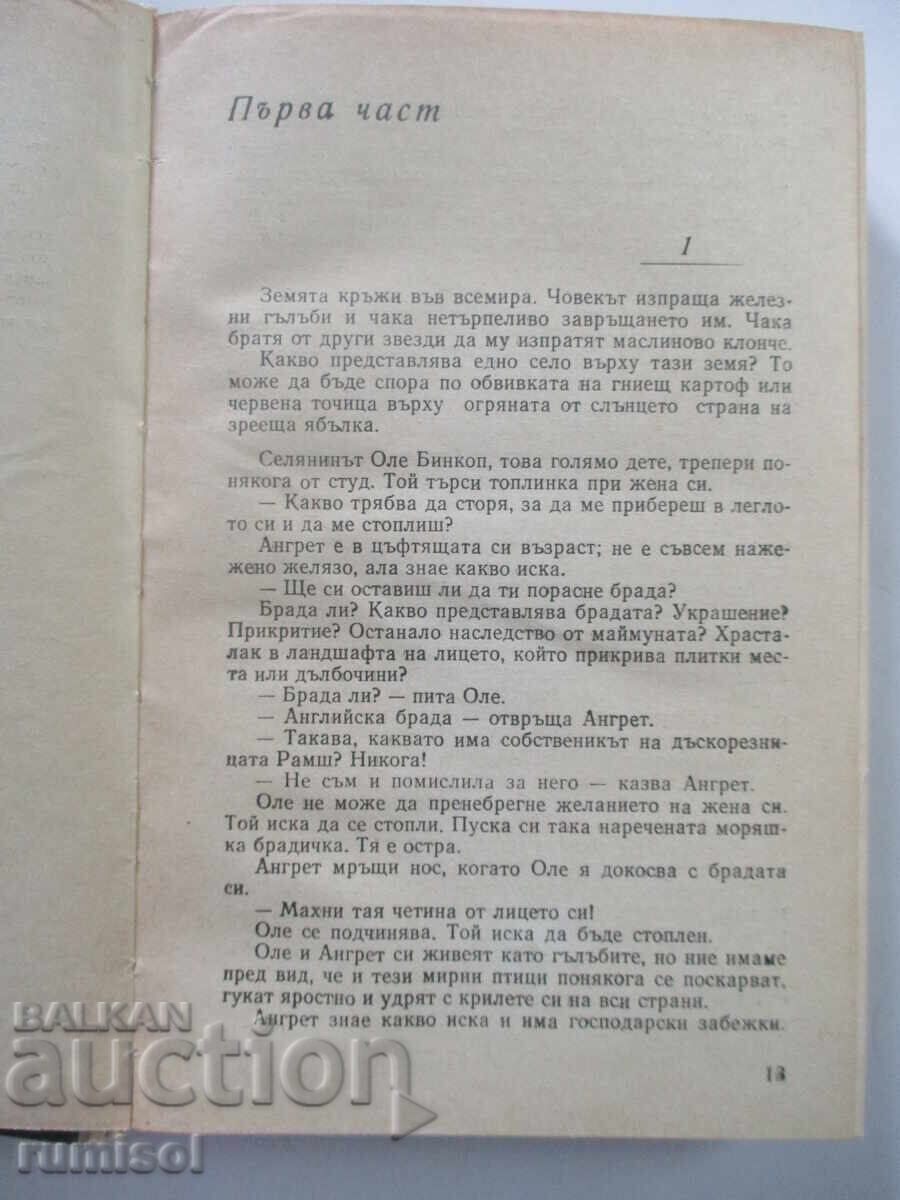 Първа част
1
Земята кръжи във всемира. Човекът изпраща желез-
ни гълъби и чака нетърпеливо завръщането им. Чака
братя от други звезди да му изпратят маслиново клонче.
Какво представлява едно село върху тази земя? То
може да бъде спора по обвивката на гниещ картоф или
червена точица върху огряната от слънцето страна на
зрееща ябълка.
Селянинът Оле Бинкоп, това голямо дете, трепери по-
някога от студ. Той търси топлинка при жена си.
— Какво трябва да сторя, за да ме прибереш в легло-
то си и да ме стоплиш?
Ангрет е в цъфтящата си възраст; не е съвсем наже-
жено желязо, ала знае какво иска.
— Ще си оставиш ли да ти порасне брада?
Брада ли? Какво представлява брадата? Украшение?
Прикритие? Останало наследство от маймуната? Храста-
лак в ландшафта на лицето, който прикрива плитки мес-
та или дълбочини?
— Брада ли? — пита Оле.
— Английска брада — отвръща Ангрет.
— Такава, каквато има собственикът на дъскорезни-
цата Рамш? Никога!
— Не съм и помислила за него — казва Ангрет.
Оле не може да пренебрегне желанието на жена си.
Той иска да се стопли. Пуска си така наречената моряш-
ка брадичка. Тя е остра.
Ангрет мръщи нос, когато Оле я докосва с брадата
си.
— Махни тая четина от лицето си!
Оле се подчинява. Той иска да бъде стоплен.
Оле и Ангрет си живеят като гълъбите, но ние имаме
пред вид, че и тези мирни птици понякога се поскарват,
гукат яростно и удрят с крилете си на вси страни.
Ангрет знае какво иска и има господарски забежки.
13
BALKAN
auction
rumisol